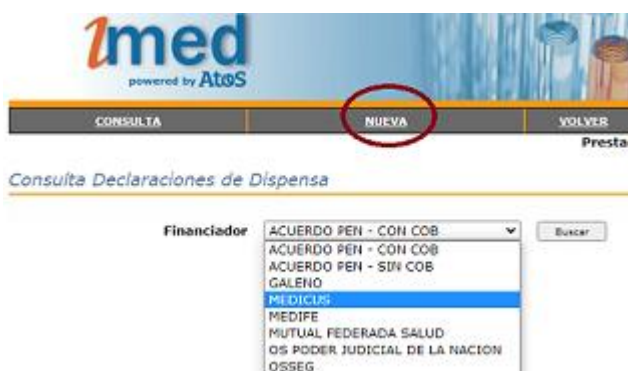 imed
powered by AtoS
CONSULTA NUEVA VOLVER
Presta
Consulta Declaraciones de Dispensa
Financiador ACUERDO PEN - CON COB Buscar
ACUERDO PEN - CON COB
ACUERDO PEN - SIN COB
GALENO
MEDICUS
MEDIFE
MUTUAL FEDERADA SALUD
OS PODER JUDICIAL DE LA NACION
OSSEG